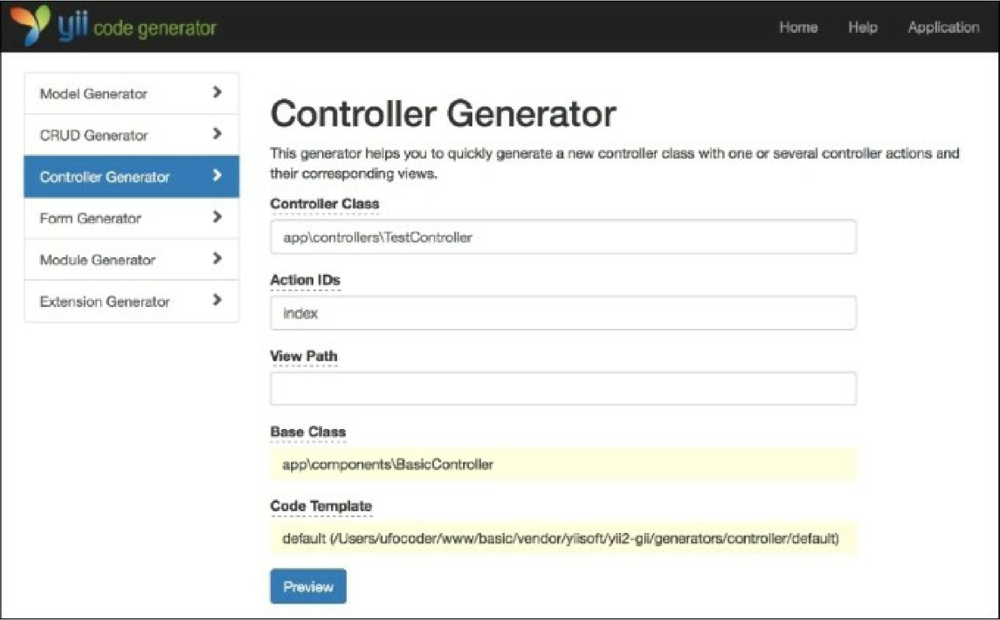 yii code generator
Home Help Application
Model Generator
CRUD Generator
Controller Generator
Form Generator
Module Generator
Extension Generator
Controller Generator
This generator helps you to quickly generate a new controller class with one or several controller actions and
their corresponding views.
Controller Class
app\controllers\TestController
Action IDs
index
View Path
Base Class
app\components\BasicController
Code Template
default (/Users/ufocoder/www/basic/vendor/yiisoft/yii2-gii/generators/controller/default)
Preview